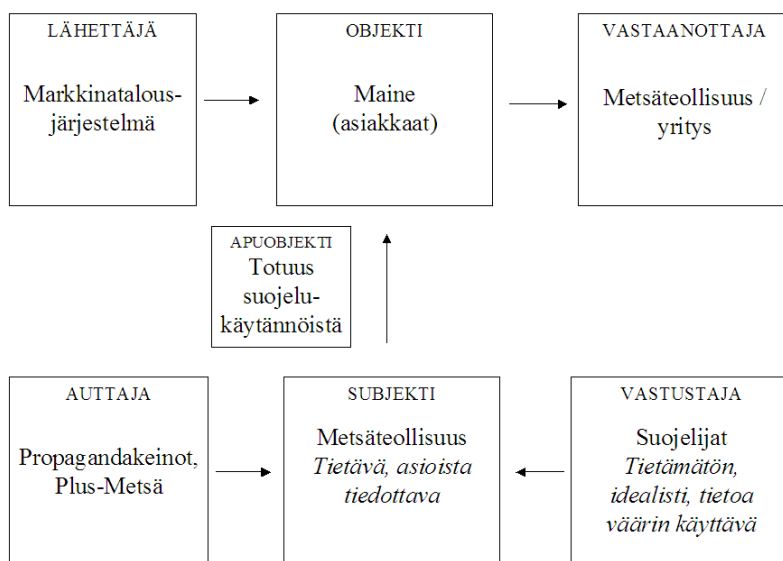 LÄHETTÄJÄ
Markkinatalous-
järjestelmä
OBJEKTI
Maine
(asiakkaat)
VASTAANOTTAJA
Metsäteollisuus /
yritys
APUOBJEKTI
Totuus
suojelu-
käytännöistä
AUTTAJA
Propagandakeinot,
Plus-Metsä
SUBJEKTI
Metsäteollisuus
Tietävä, asioista
tiedottava
VASTUSTAJA
Suojelijat
Tietämätön,
idealisti, tietoa
väärin käyttävä